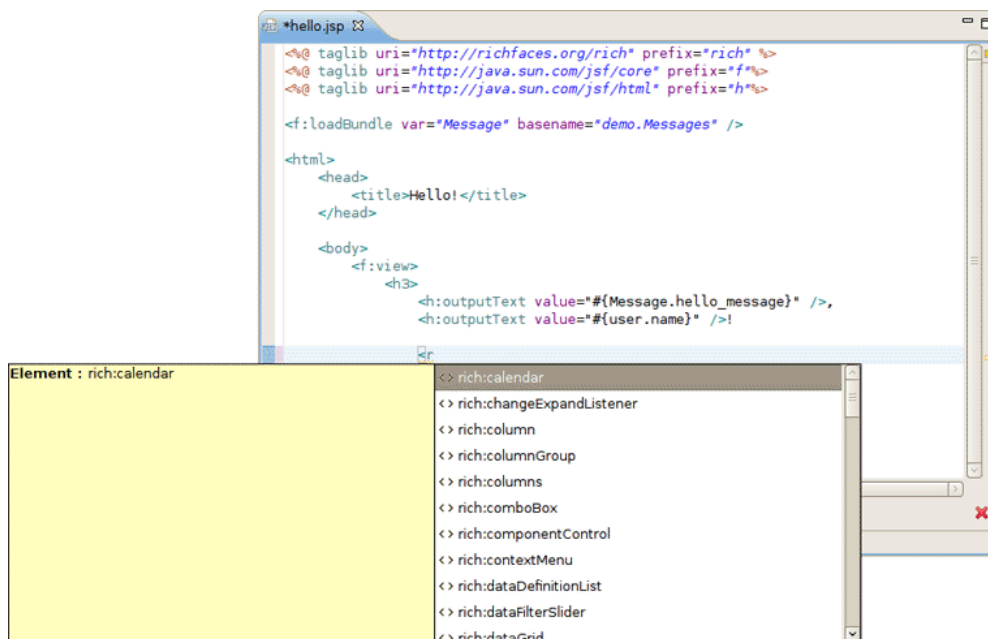 *hello.jsp
<%@ taglib uri="http://richfaces.org/rich" prefix="rich" %>
<%@ taglib uri="http://java.sun.com/jsf/core" prefix="f"%>
<%@ taglib uri="http://java.sun.com/jsf/html" prefix="h"%>
<f:loadBundle var="Message" basename="demo.Messages" />
<html>
<head>
<title>Hello!</title>
</head>
<body>
<f:view>
<h3>
<h:outputText value="#{Message.hello_message}" />,
<h:outputText value="#{user.name}" />!
<r
Element : rich:calendar
<> rich:calendar
<> rich:changeExpandListener
<> rich:column
<> rich:columnGroup
<> rich:columns
<> rich:comboBox
<> rich:componentControl
<> rich:contextMenu
<> rich:dataDefinitionList
<> rich:dataFilterSlider
<> rich:dataGrid